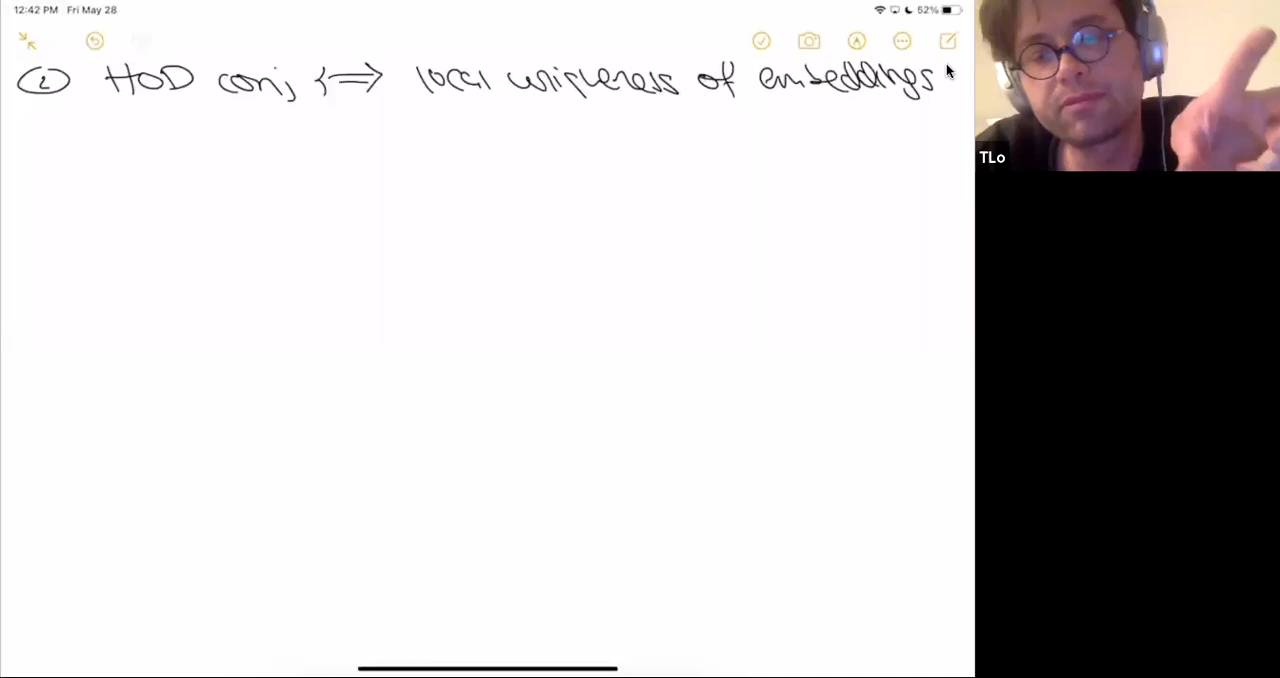 12:42 PM Fri May 28
52%
② HOD conj ⟺ local uniqueness of embeddings
TLo